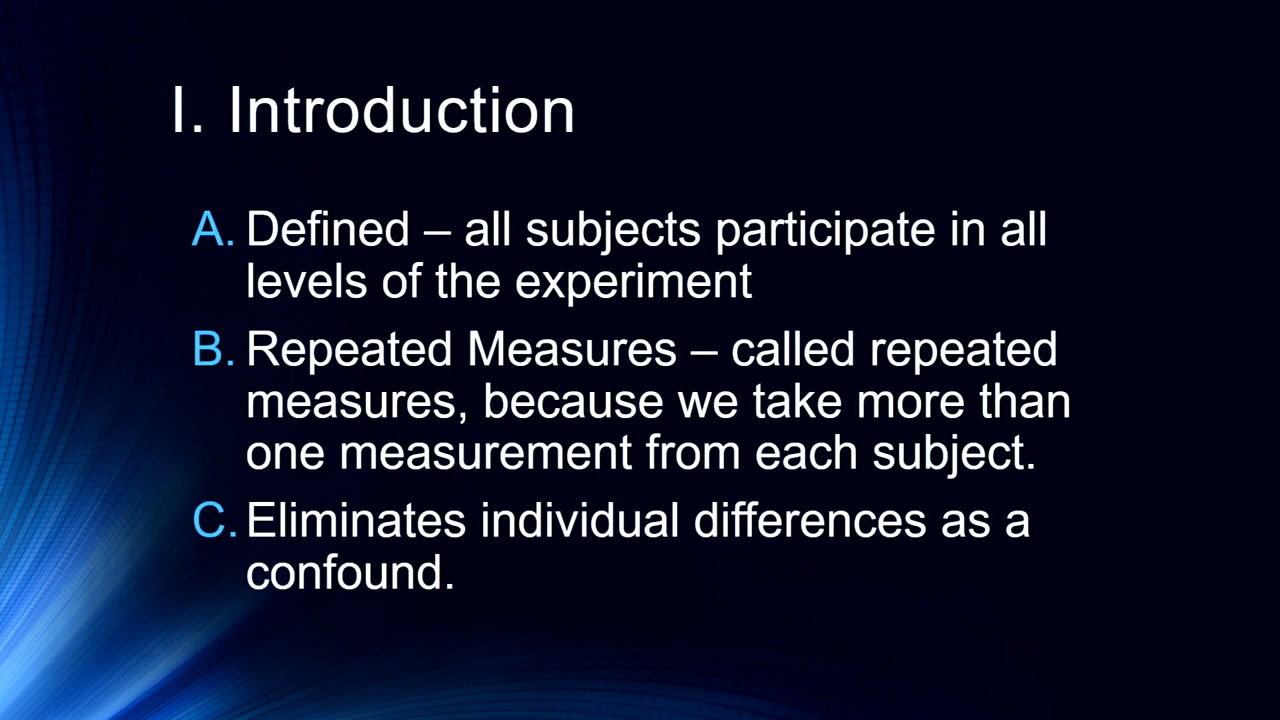 I. Introduction
A. Defined – all subjects participate in all
levels of the experiment
B. Repeated Measures – called repeated
measures, because we take more than
one measurement from each subject.
C. Eliminates individual differences as a
confound.